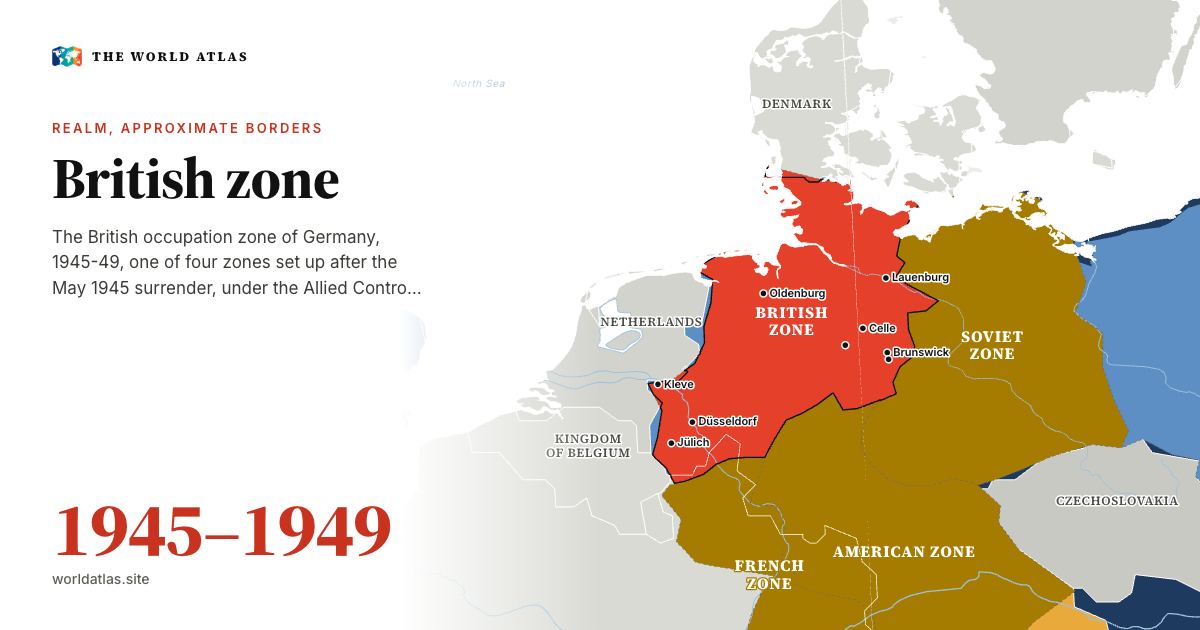 THE WORLD ATLAS
REALM, APPROXIMATE BORDERS
British zone
The British occupation zone of Germany,
1945-49, one of four zones set up after the
May 1945 surrender, under the Allied Contro...
1945–1949
worldatlas.site
North Sea
DENMARK
Lauenburg
Oldenburg
BRITISH
ZONE
NETHERLANDS
Celle
SOVIET
ZONE
Brunswick
Kleve
Düsseldorf
KINGDOM
OF BELGIUM
Jülich
CZECHOSLOVAKIA
AMERICAN ZONE
FRENCH
ZONE